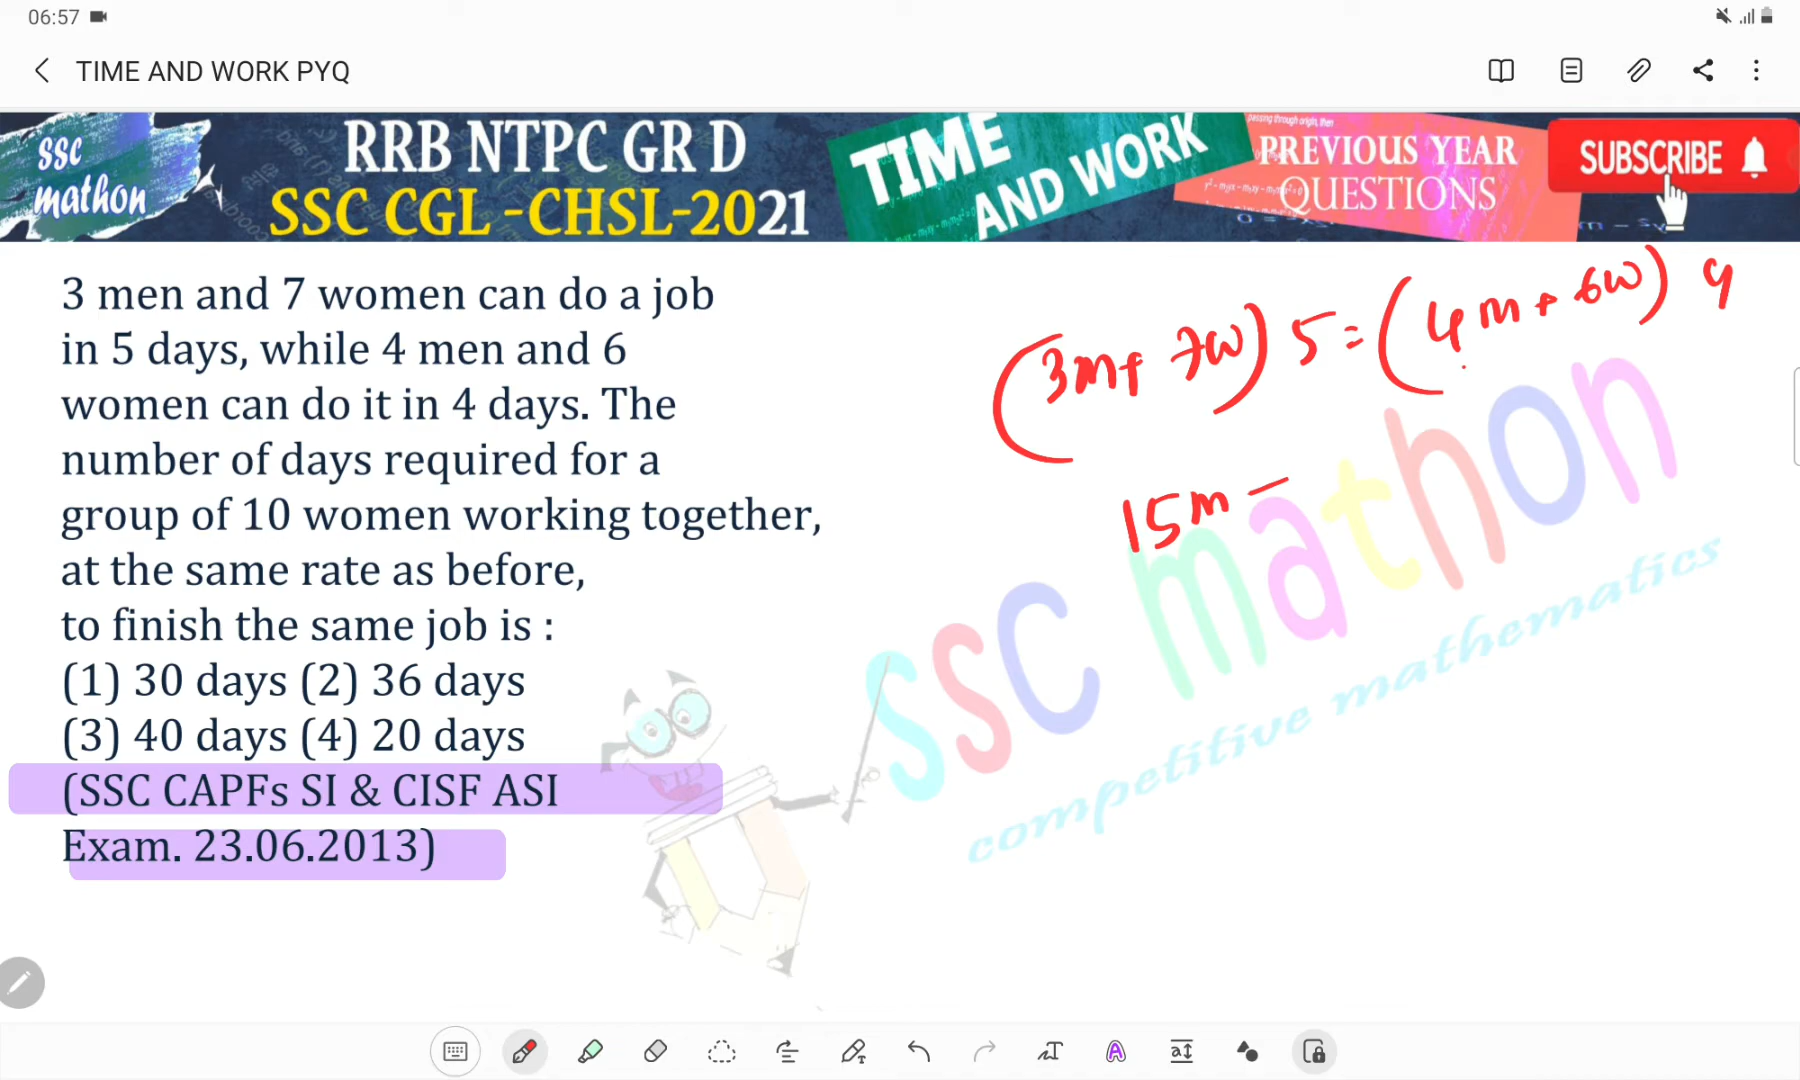 06:57
TIME AND WORK PYQ
SSC mathon
RRB NTPC GR D
SSC CGL -CHSL-2021
TIME AND WORK
passing through origin, then
PREVIOUS YEAR
QUESTIONS
SUBSCRIBE
3 men and 7 women can do a job
in 5 days, while 4 men and 6
women can do it in 4 days. The
number of days required for a
group of 10 women working together,
at the same rate as before,
to finish the same job is :
(1) 30 days (2) 36 days
(3) 40 days (4) 20 days
(SSC CAPFs SI & CISF ASI
Exam. 23.06.2013)
(3m+ 7w) 5 = (4m + 6w) 4
15m -
SSC mathon
competitive mathematics